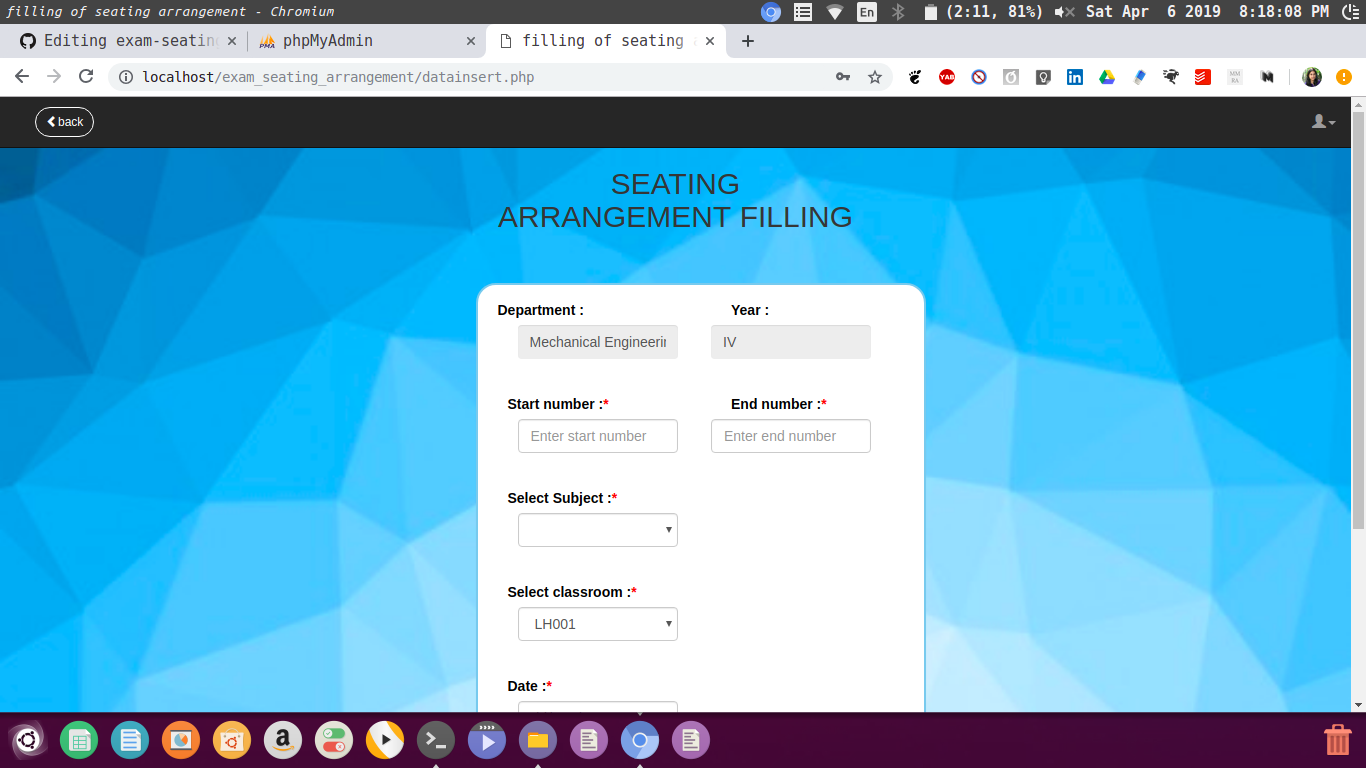 filling of seating arrangement - Chromium
En (2:11, 81%) Sat Apr 6 2019 8:18:08 PM
Editing exam-seating phpMyAdmin filling of seating
localhost/exam_seating_arrangement/datainsert.php
back
SEATING
ARRANGEMENT FILLING
Department : Year :
Mechanical Engineerin IV
Start number :* End number :*
Enter start number Enter end number
Select Subject :*
Select classroom :*
LH001
Date :*